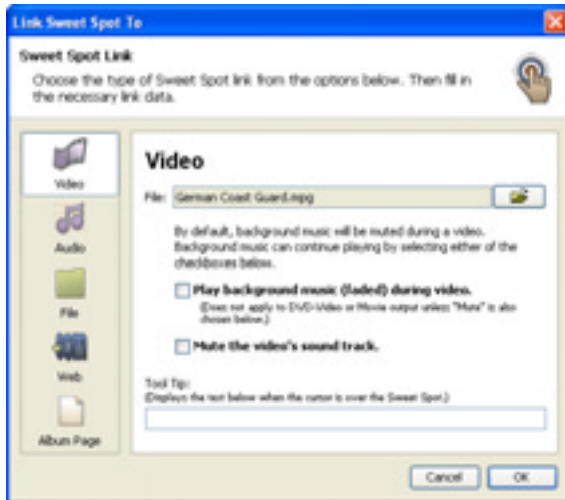 Link Sweet Spot To
Sweet Spot Link
Choose the type of Sweet Spot link from the options below. Then fill in
the necessary link data.
Video
Audio
File
Web
Album Page
Video
File: German Coast Guard.mpg
By default, background music will be muted during a video.
Background music can continue playing by selecting either of the
checkboxes below.
Play background music (faded) during video.
(Does not apply to DVD-Video or Movie output unless "Mute" is also
chosen below.)
Mute the video's sound track.
Tool Tip:
(Displays the text below when the cursor is over the Sweet Spot.)
Cancel
OK